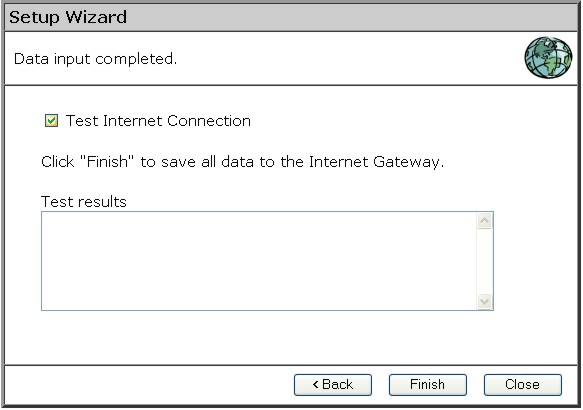 Setup Wizard
Data input completed.
Test Internet Connection
Click "Finish" to save all data to the Internet Gateway.
Test results
< Back
Finish
Close